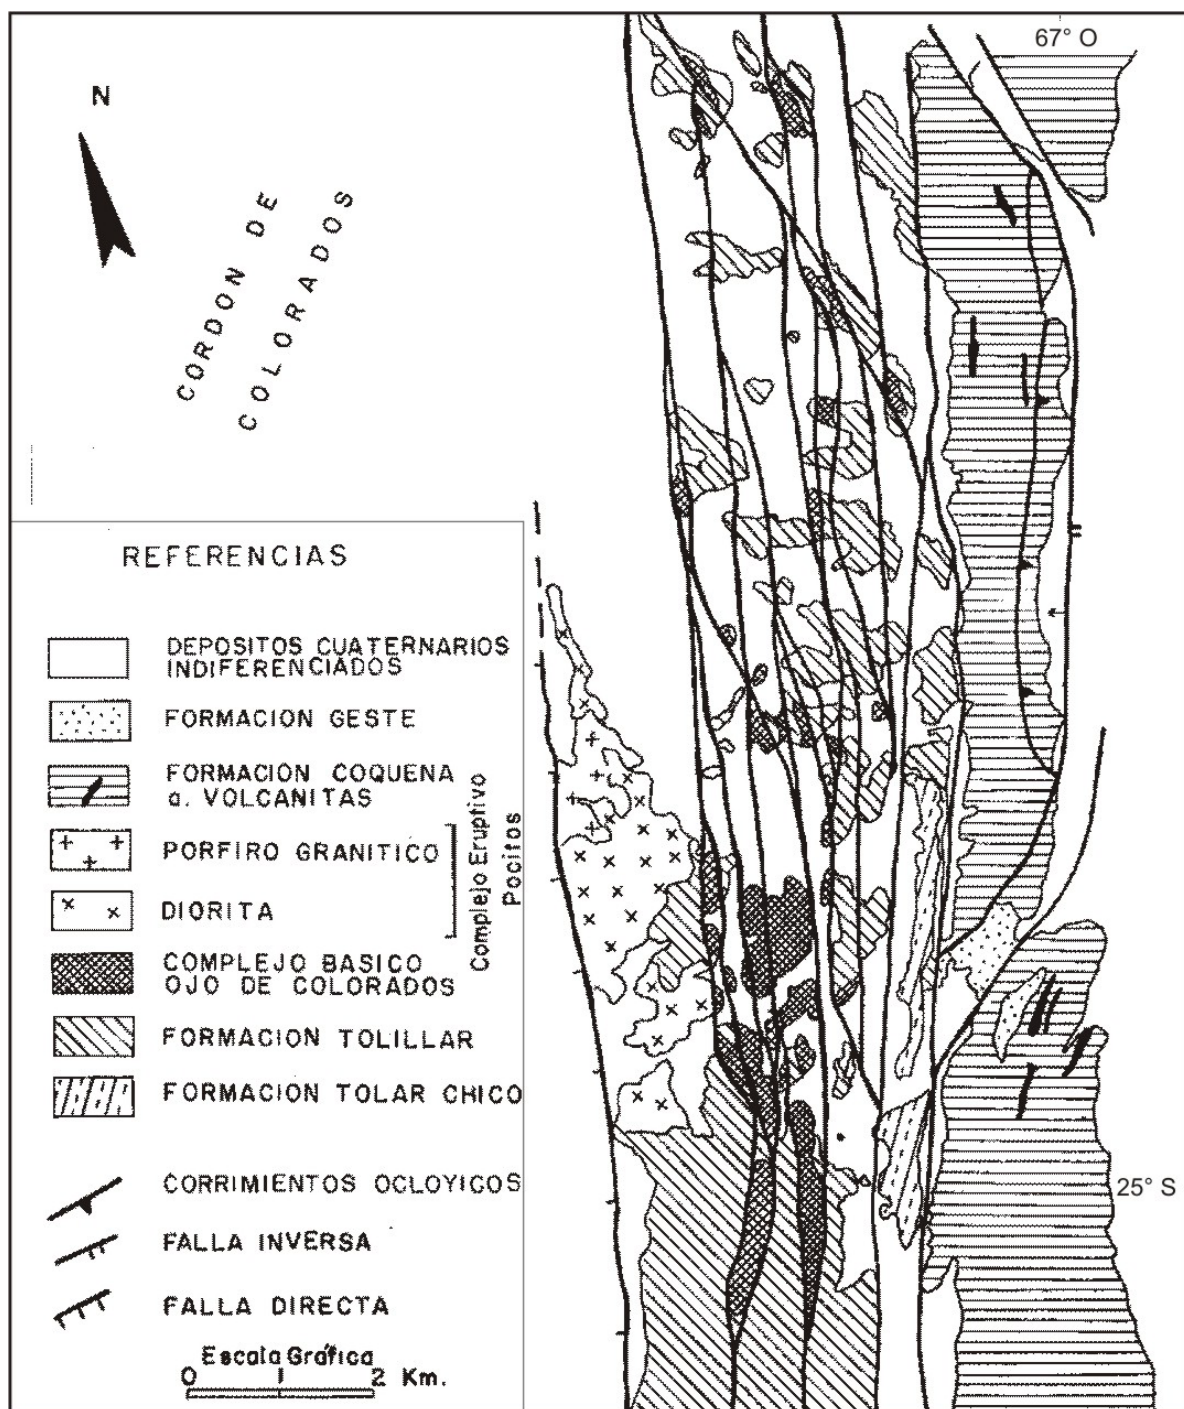 67° O
N
CORDON DE
COLORADOS
REFERENCIAS
DEPOSITOS CUATERNARIOS
INDIFERENCIADOS
FORMACION GESTE
FORMACION COQUENA
a. VOLCANITAS
PORFIRO GRANITICO
DIORITA
Complejo Eruptivo
Pocitos
COMPLEJO BASICO
OJO DE COLORADOS
FORMACION TOLILLAR
FORMACION TOLAR CHICO
CORRIMIENTOS OCLOYICOS
25° S
FALLA INVERSA
FALLA DIRECTA
Escala Gráfica
0 1 2 Km.